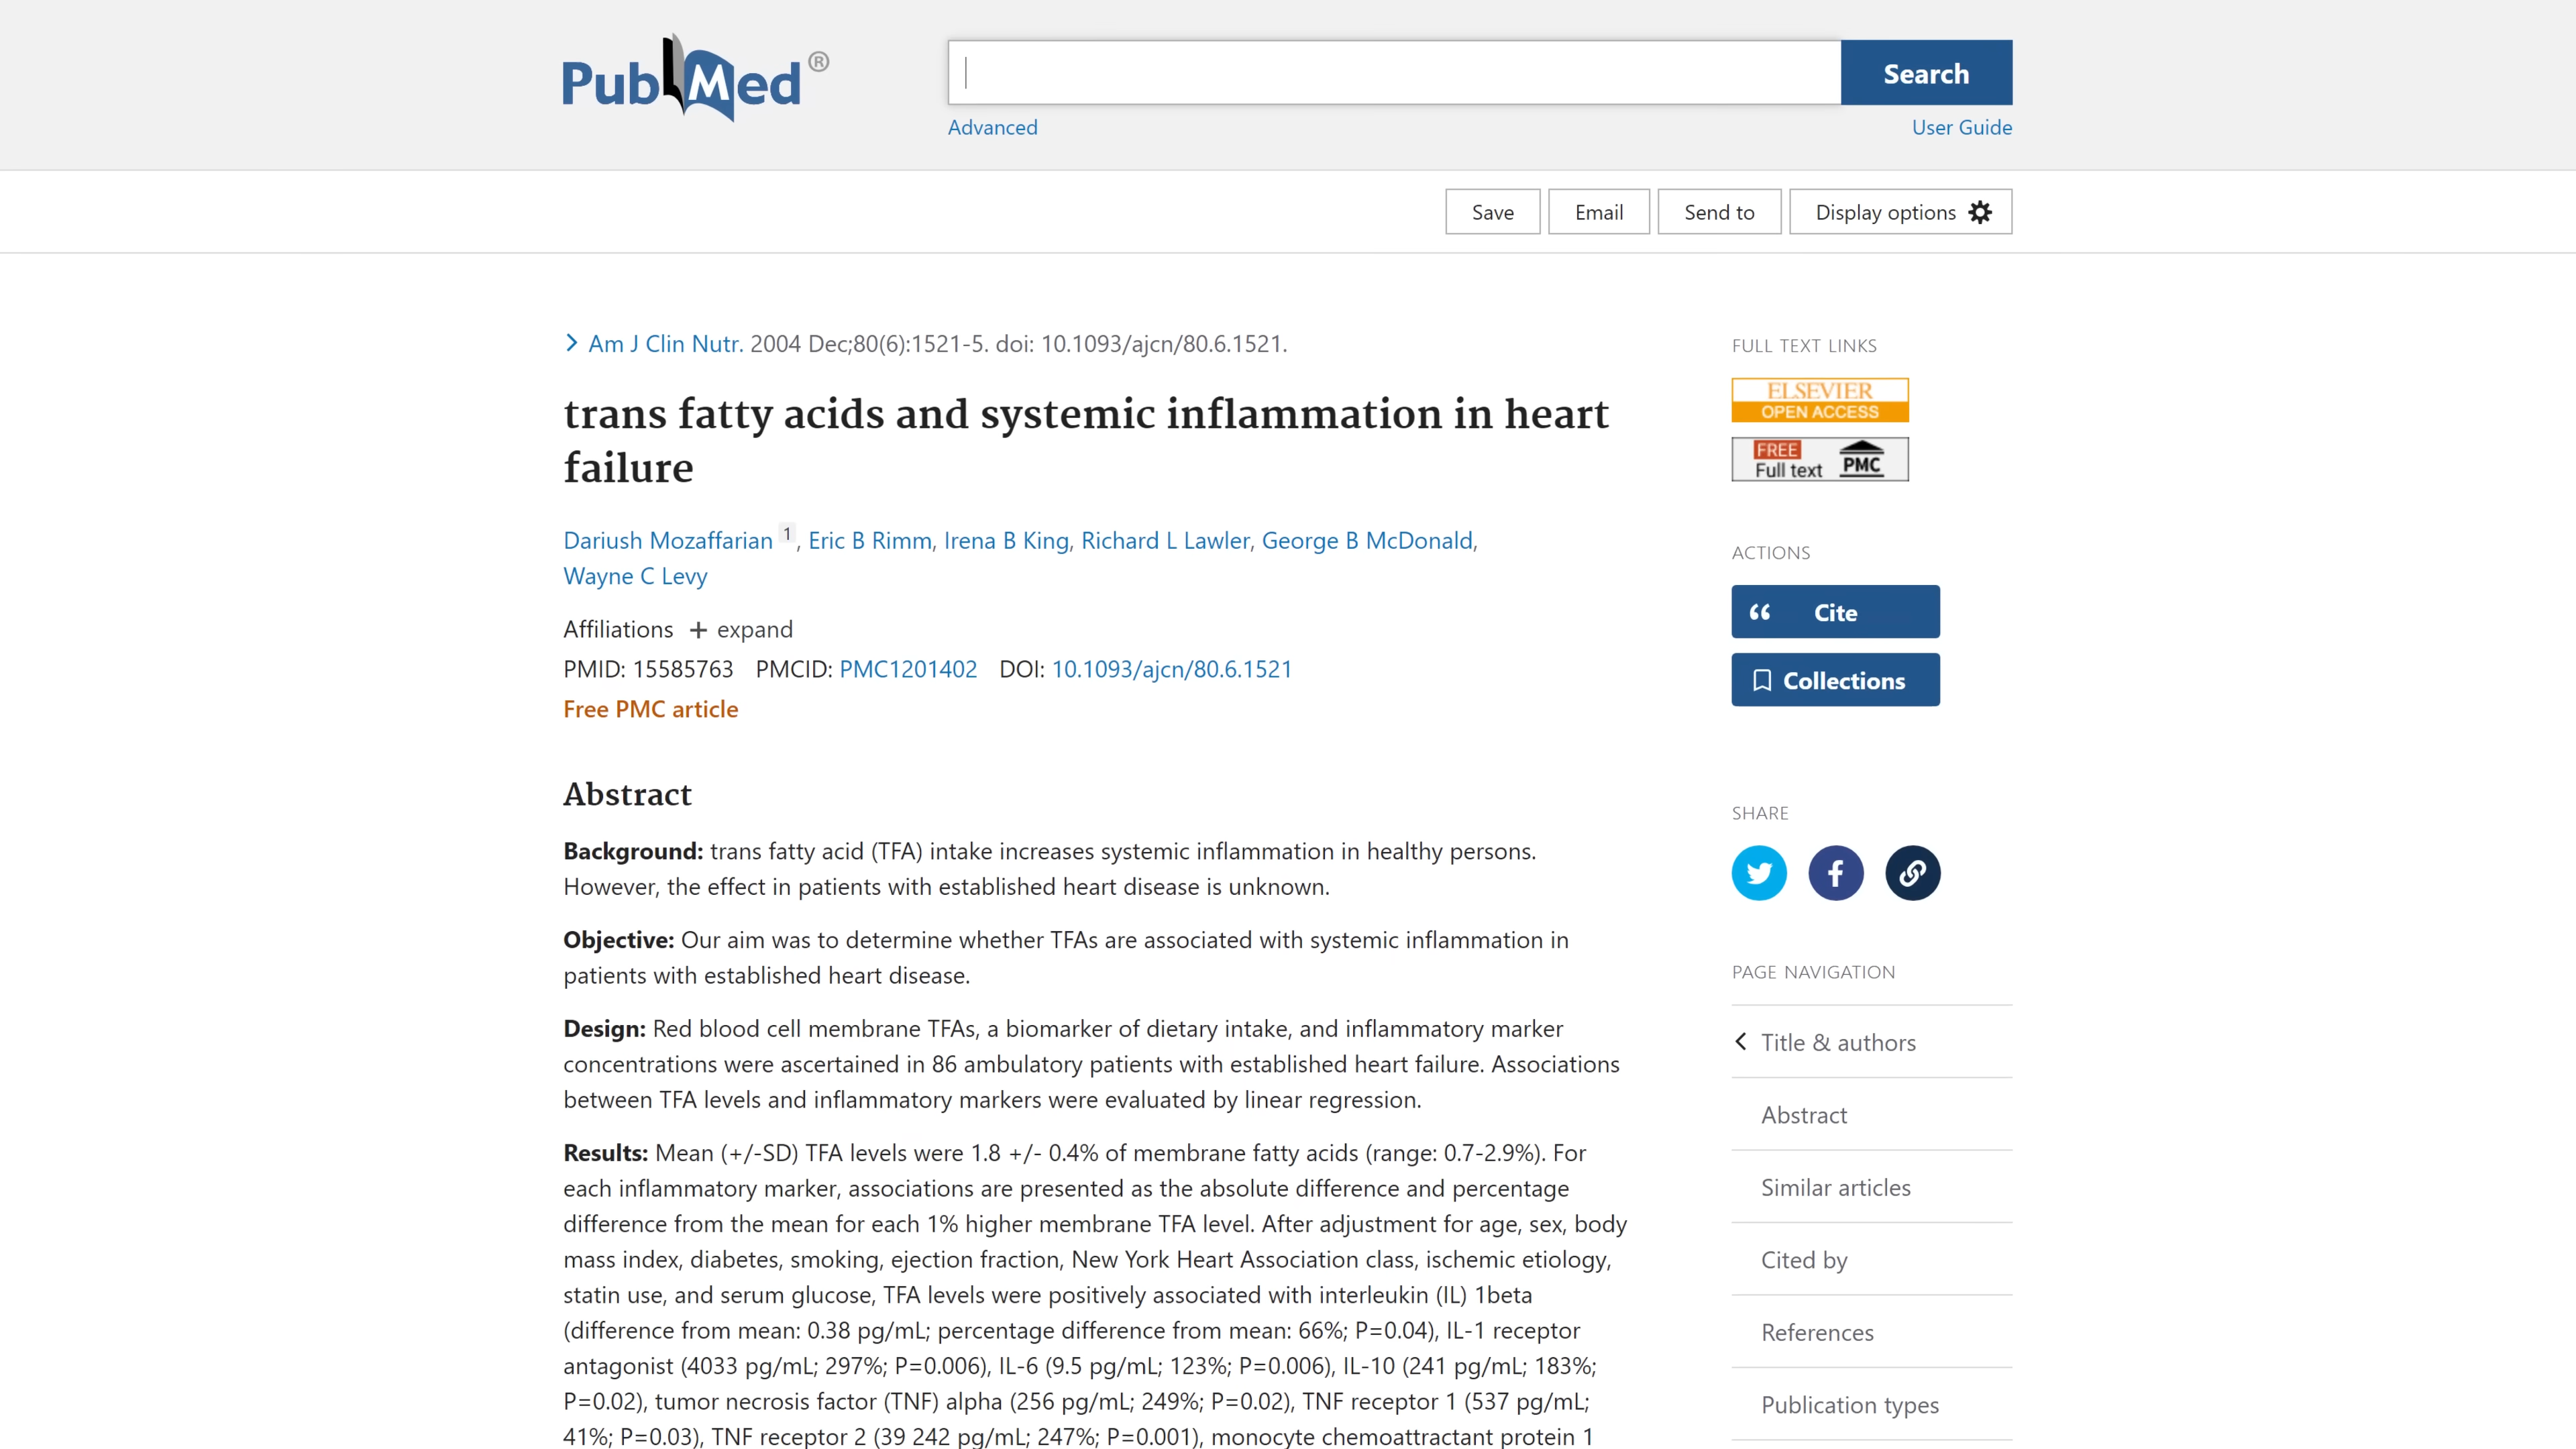 PubMed®
Search
Advanced
User Guide
Save
Email
Send to
Display options
Am J Clin Nutr. 2004 Dec;80(6):1521-5. doi: 10.1093/ajcn/80.6.1521.
trans fatty acids and systemic inflammation in heart
failure
Dariush Mozaffarian 1, Eric B Rimm, Irena B King, Richard L Lawler, George B McDonald,
Wayne C Levy
Affiliations + expand
PMID: 15585763 PMCID: PMC1201402 DOI: 10.1093/ajcn/80.6.1521
Free PMC article
Abstract
Background: trans fatty acid (TFA) intake increases systemic inflammation in healthy persons.
However, the effect in patients with established heart disease is unknown.
Objective: Our aim was to determine whether TFAs are associated with systemic inflammation in
patients with established heart disease.
Design: Red blood cell membrane TFAs, a biomarker of dietary intake, and inflammatory marker
concentrations were ascertained in 86 ambulatory patients with established heart failure. Associations
between TFA levels and inflammatory markers were evaluated by linear regression.
Results: Mean (+/-SD) TFA levels were 1.8 +/- 0.4% of membrane fatty acids (range: 0.7-2.9%). For
each inflammatory marker, associations are presented as the absolute difference and percentage
difference from the mean for each 1% higher membrane TFA level. After adjustment for age, sex, body
mass index, diabetes, smoking, ejection fraction, New York Heart Association class, ischemic etiology,
statin use, and serum glucose, TFA levels were positively associated with interleukin (IL) 1beta
(difference from mean: 0.38 pg/mL; percentage difference from mean: 66%; P=0.04), IL-1 receptor
antagonist (4033 pg/mL; 297%; P=0.006), IL-6 (9.5 pg/mL; 123%; P=0.006), IL-10 (241 pg/mL; 183%;
P=0.02), tumor necrosis factor (TNF) alpha (256 pg/mL; 249%; P=0.02), TNF receptor 1 (537 pg/mL;
41%; P=0.03), TNF receptor 2 (39 242 pg/mL; 247%; P=0.001), monocyte chemoattractant protein 1
FULL TEXT LINKS
ELSEVIER
OPEN ACCESS
FREE
Full text PMC
ACTIONS
Cite
Collections
SHARE
PAGE NAVIGATION
Title & authors
Abstract
Similar articles
Cited by
References
Publication types